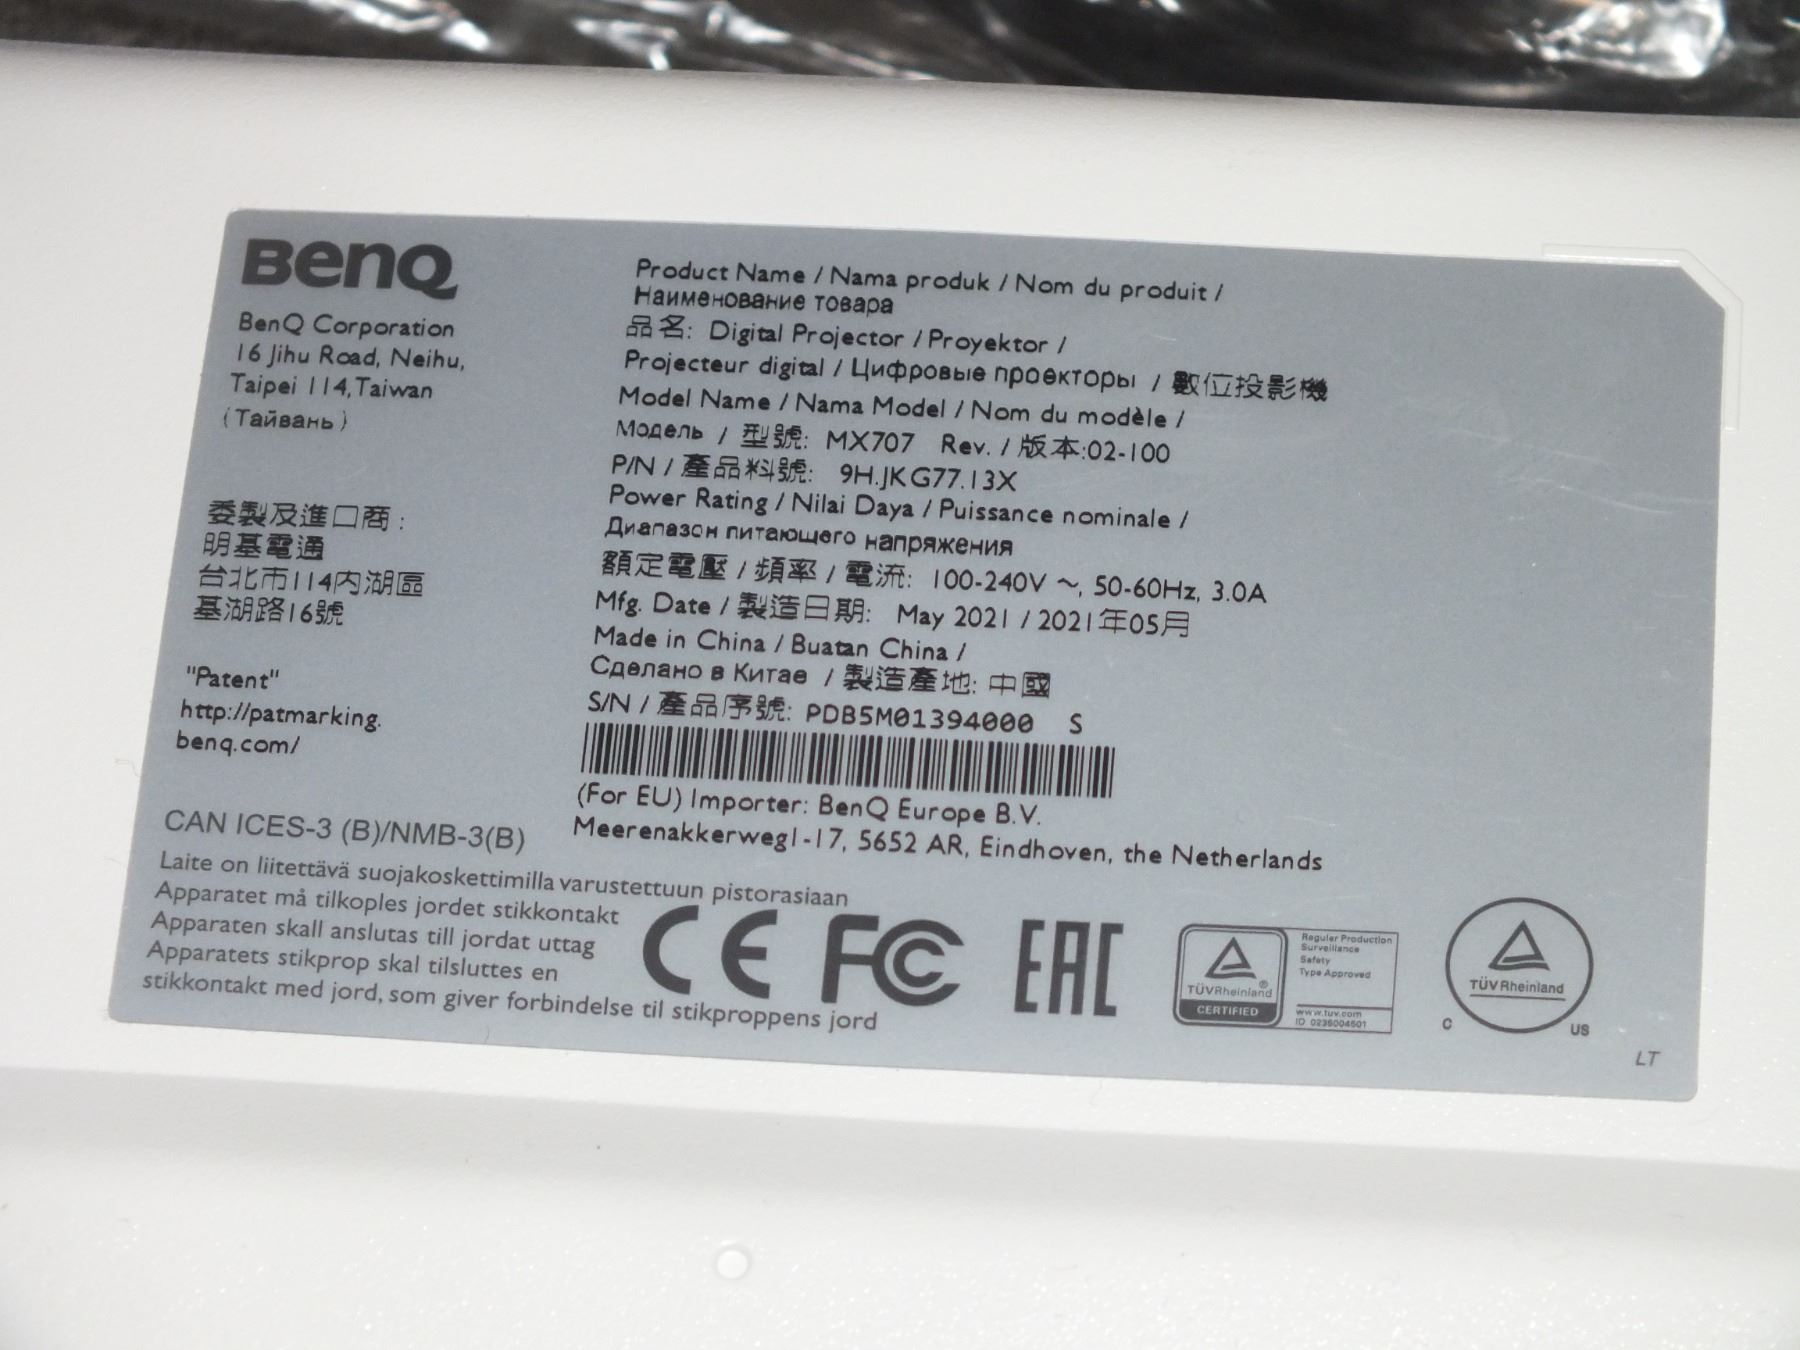 BenQ
BenQ Corporation
16 Jihu Road, Neihu,
Taipei 114,Taiwan
(Тайвань)
委製及進口商:
明基電通
台北市114內湖區
基湖路16號
"Patent"
http://patmarking.
benq.com/
Product Name / Nama produk / Nom du produit /
Наименование товара
品名: Digital Projector / Proyektor /
Projecteur digital / Цифровые проекторы / 數位投影機
Model Name / Nama Model / Nom du modèle /
Модель / 型號: MX707 Rev. / 版本:02-100
P/N / 產品料號: 9H.JKG77.13X
Power Rating / Nilai Daya / Puissance nominale /
Диапазон питающего напряжения
額定電壓 / 頻率 / 電流: 100-240V ～, 50-60Hz, 3.0A
Mfg. Date / 製造日期: May 2021 / 2021年05月
Made in China / Buatan China /
Сделано в Китае / 製造產地: 中國
S/N / 產品序號: PDB5M01394000 S
(For EU) Importer: BenQ Europe B.V.
Meerenakkerweg1-17, 5652 AR, Eindhoven, the Netherlands
CAN ICES-3 (B)/NMB-3(B)
Laite on liitettävä suojakoskettimilla varustettuun pistorasiaan
Apparatet må tilkoples jordet stikkontakt
Apparaten skall anslutas till jordat uttag
Apparatets stikprop skal tilsluttes en
stikkontakt med jord, som giver forbindelse til stikproppens jord
CE FC EAC
TÜVRheinland®
CERTIFIED
Regular Production
Surveillance
Safety
Type Approved
www.tuv.com
ID 0236004601
TÜVRheinland
C US
LT